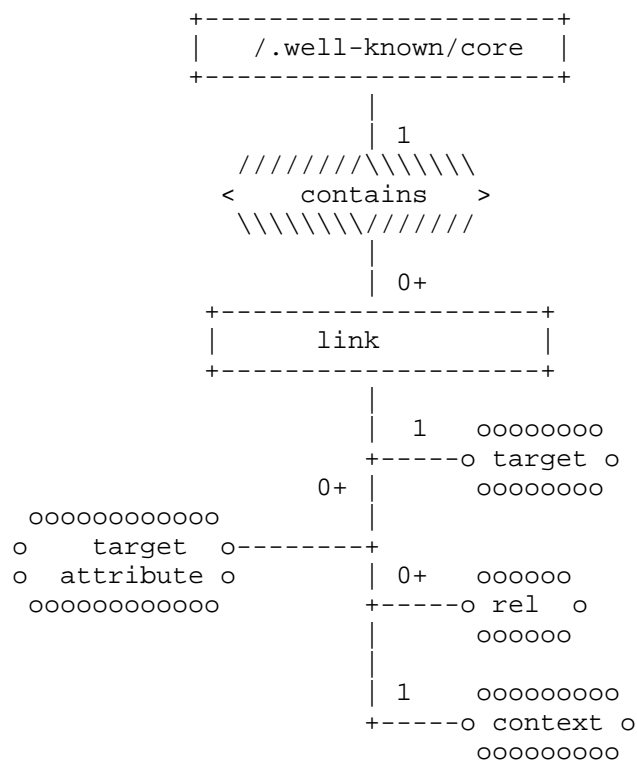 /.well-known/core
1
contains
0+
link
1
target
0+
target
attribute
0+
rel
1
context